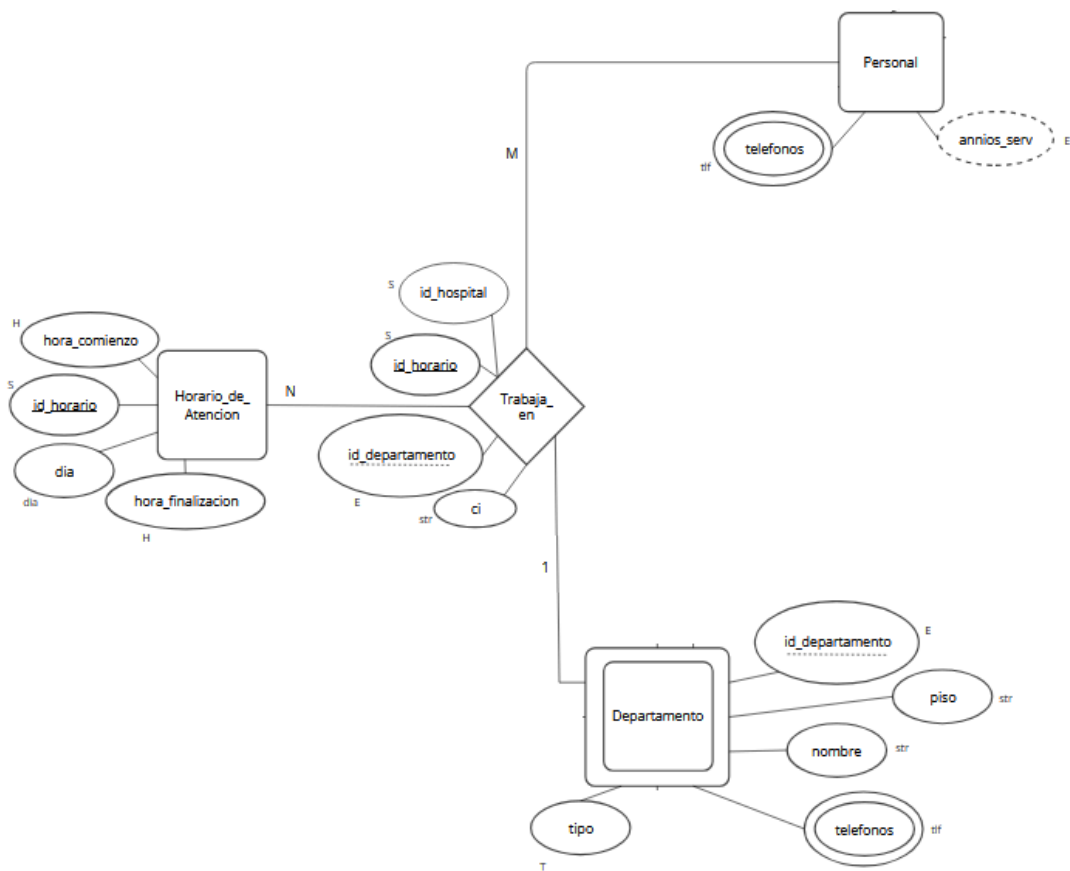 Personal
telefonos
tlf
annios_serv
E
M
S
id_hospital
S
id_horario
H
hora_comienzo
S
id_horario
Horario_de_
Atencion
N
Trabaja_
en
dia
dia
hora_finalizacion
H
id_departamento
E
str
ci
1
id_departamento
E
piso
str
Departamento
nombre
str
tipo
T
telefonos
tlf